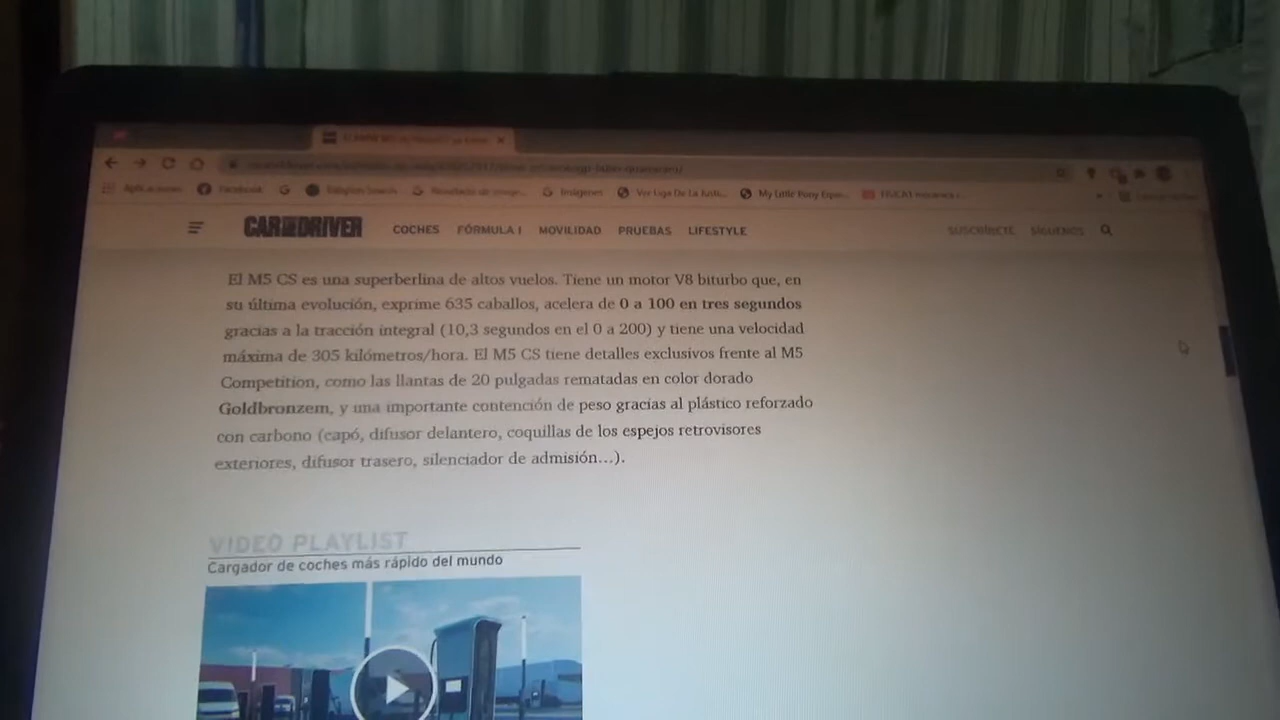 Aplicaciones Facebook G Imágenes Ver Liga De La Justi... My Little Pony Eque...
CAR AND DRIVER COCHES FÓRMULA 1 MOVILIDAD PRUEBAS LIFESTYLE SUSCRÍBETE SÍGUENOS
El M5 CS es una superberlina de altos vuelos. Tiene un motor V8 biturbo que, en
su última evolución, exprime 635 caballos, acelera de 0 a 100 en tres segundos
gracias a la tracción integral (10,3 segundos en el 0 a 200) y tiene una velocidad
máxima de 305 kilómetros/hora. El M5 CS tiene detalles exclusivos frente al M5
Competition, como las llantas de 20 pulgadas rematadas en color dorado
Goldbronzem, y una importante contención de peso gracias al plástico reforzado
con carbono (capó, difusor delantero, coquillas de los espejos retrovisores
exteriores, difusor trasero, silenciador de admisión...).
VIDEO PLAYLIST
Cargador de coches más rápido del mundo